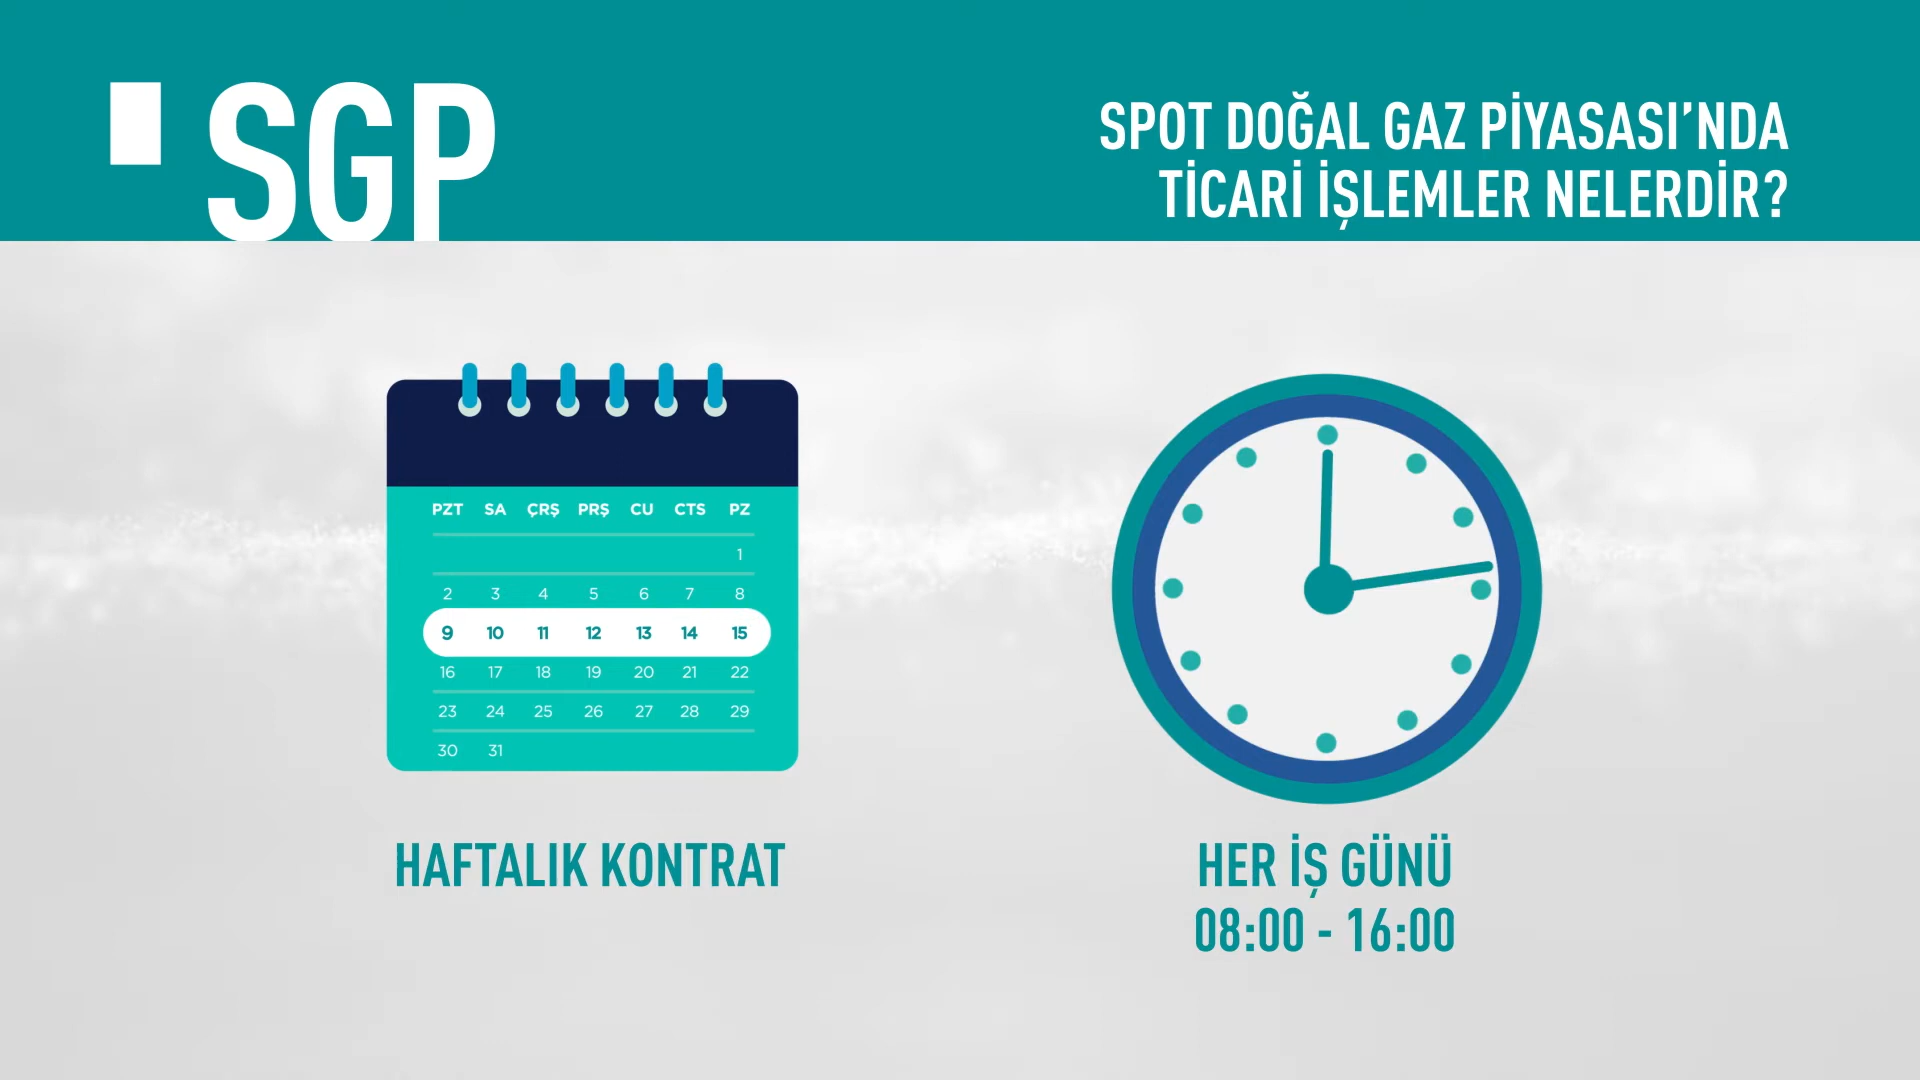 SGP
SPOT DOĞAL GAZ PİYASASI’NDA
TİCARİ İŞLEMLER NELERDİR?
PZT SA ÇRŞ PRŞ CU CTS PZ
1
2 3 4 5 6 7 8
9 10 11 12 13 14 15
16 17 18 19 20 21 22
23 24 25 26 27 28 29
30 31
HAFTALIK KONTRAT
HER İŞ GÜNÜ
08:00 - 16:00